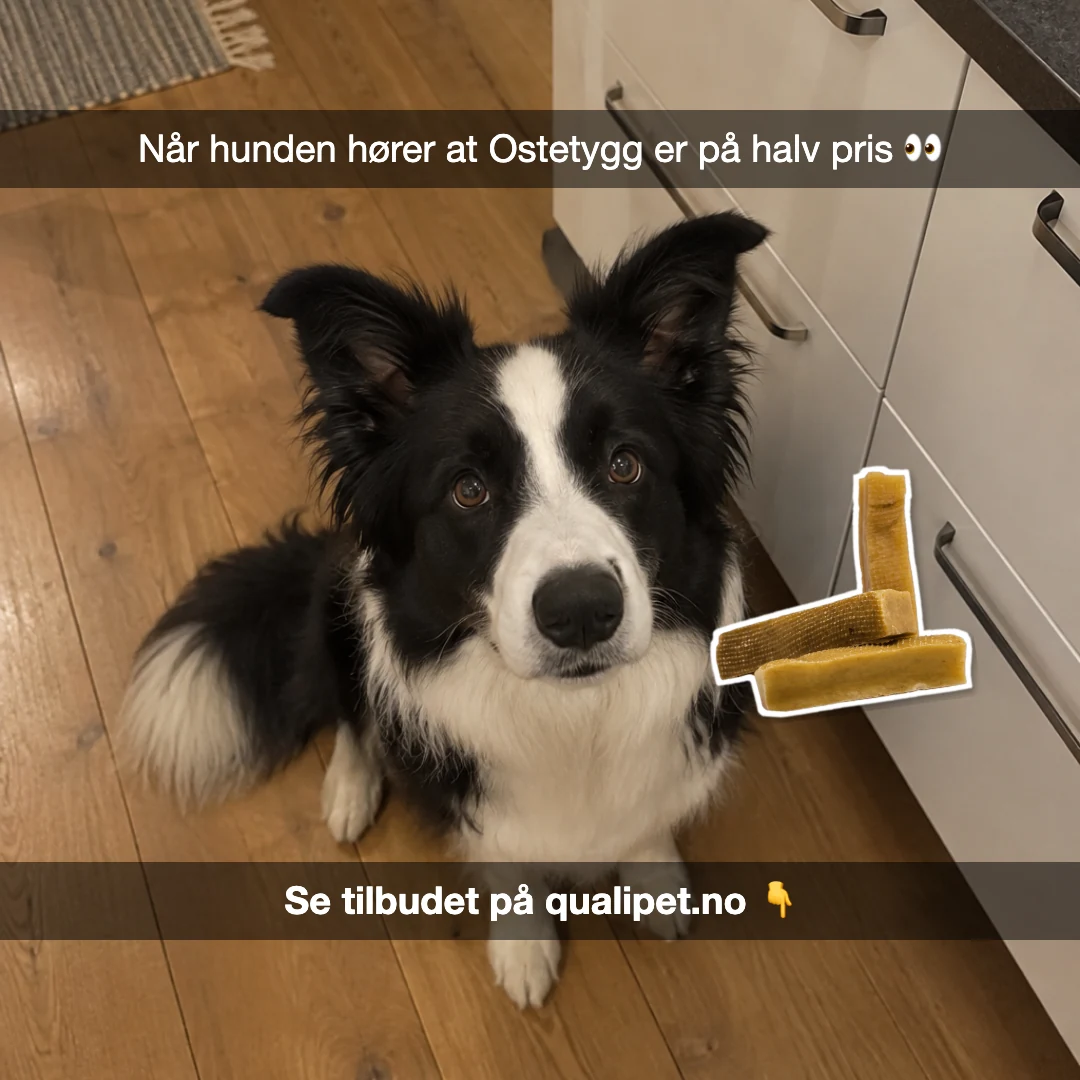 Når hunden hører at Ostetygg er på halv pris 👀
Se tilbudet på qualipet.no 👇